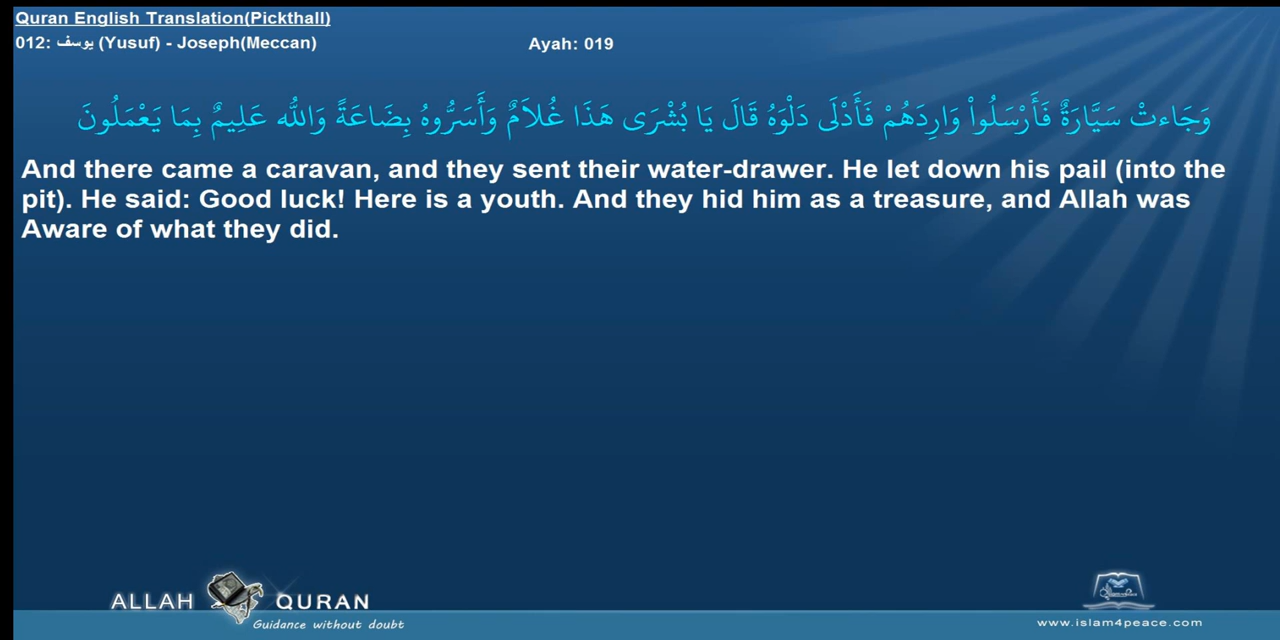 Quran English Translation(Pickthall)
012: يوسف (Yusuf) - Joseph(Meccan)
Ayah: 019
وَجَاءتْ سَيَّارَةٌ فَأَرْسَلُواْ وَارِدَهُمْ فَأَدْلَى دَلْوَهُ قَالَ يَا بُشْرَى هَذَا غُلاَمٌ وَأَسَرُّوهُ بِضَاعَةً وَاللّه عَلِيمٌ بِمَا يَعْمَلُونَ
And there came a caravan, and they sent their water-drawer. He let down his pail (into the
pit). He said: Good luck! Here is a youth. And they hid him as a treasure, and Allah was
Aware of what they did.
ALLAH QURAN
Guidance without doubt
www.islam4peace.com